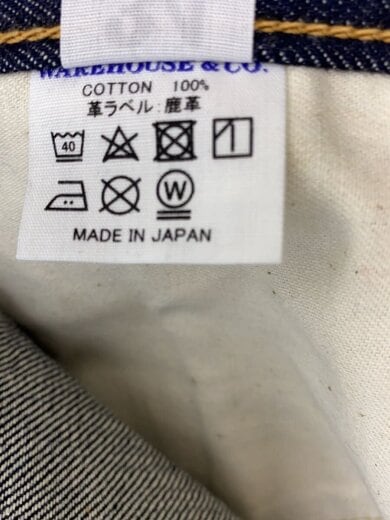 WAREHOUSE & CO.
COTTON 100%
革ラベル：鹿革
40
W
MADE IN JAPAN